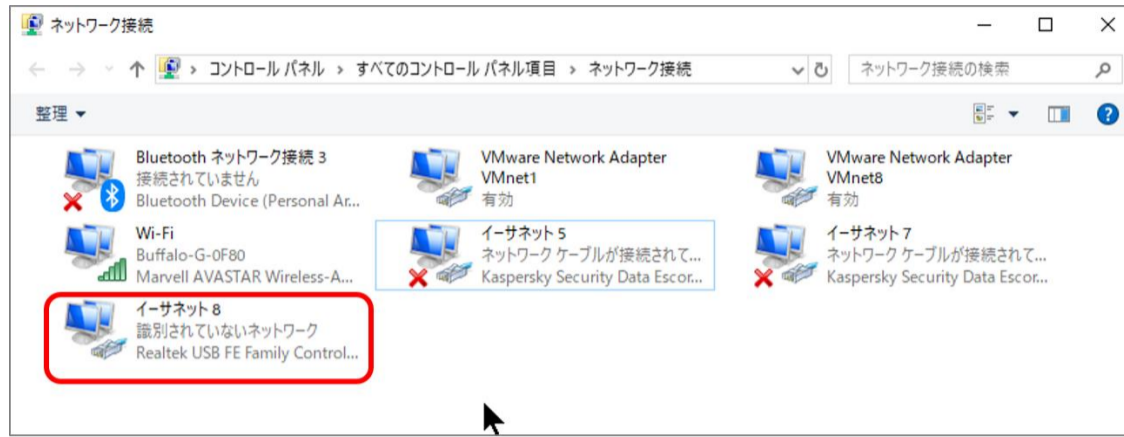 ネットワーク接続
コントロール パネル › すべてのコントロール パネル項目 › ネットワーク接続
ネットワーク接続の検索
整理
Bluetooth ネットワーク接続 3
接続されていません
Bluetooth Device (Personal Ar...
VMware Network Adapter
VMnet1
有効
VMware Network Adapter
VMnet8
有効
Wi-Fi
Buffalo-G-0F80
Marvell AVASTAR Wireless-A...
イーサネット 5
ネットワーク ケーブルが接続されて...
Kaspersky Security Data Escor...
イーサネット 7
ネットワーク ケーブルが接続されて...
Kaspersky Security Data Escor...
イーサネット 8
識別されていないネットワーク
Realtek USB FE Family Control...